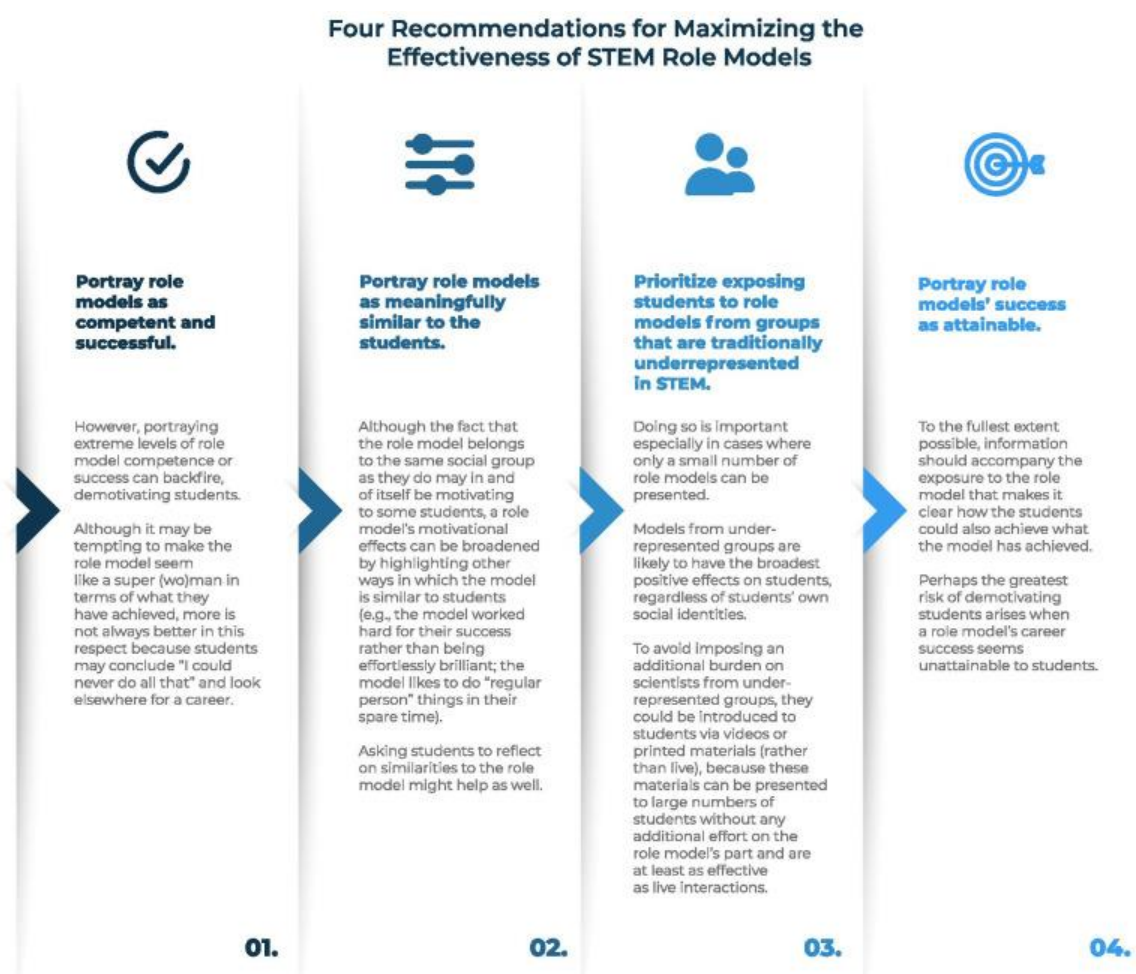 Four Recommendations for Maximizing the
Effectiveness of STEM Role Models
Portray role
models as
competent and
successful.
However, portraying
extreme levels of role
model competence or
success can backfire,
demotivating students.
Although it may be
tempting to make the
role model seem
like a super (wo)man in
terms of what they
have achieved, more is
not always better in this
respect because students
may conclude "I could
never do all that" and look
elsewhere for a career.
01.
Portray role models
as meaningfully
similar to the
students.
Although the fact that
the role model belongs
to the same social group
as they do may in and
of itself be motivating
to some students, a role
model's motivational
effects can be broadened
by highlighting other
ways in which the model
is similar to students
(e.g., the model worked
hard for their success
rather than being
effortlessly brilliant; the
model likes to do "regular
person" things in their
spare time).
Asking students to reflect
on similarities to the role
model might help as well.
02.
Prioritize exposing
students to role
models from groups
that are traditionally
underrepresented
in STEM.
Doing so is important
especially in cases where
only a small number of
role models can be
presented.
Models from under-
represented groups are
likely to have the broadest
positive effects on students,
regardless of students' own
social identities.
To avoid imposing an
additional burden on
scientists from under-
represented groups, they
could be introduced to
students via videos or
printed materials (rather
than live), because these
materials can be presented
to large numbers of
students without any
additional effort on the
role model's part and are
at least as effective
as live interactions.
03.
Portray role
models' success
as attainable.
To the fullest extent
possible, information
should accompany the
exposure to the role
model that makes it
clear how the students
could also achieve what
the model has achieved.
Perhaps the greatest
risk of demotivating
students arises when
a role model's career
success seems
unattainable to students.
04.